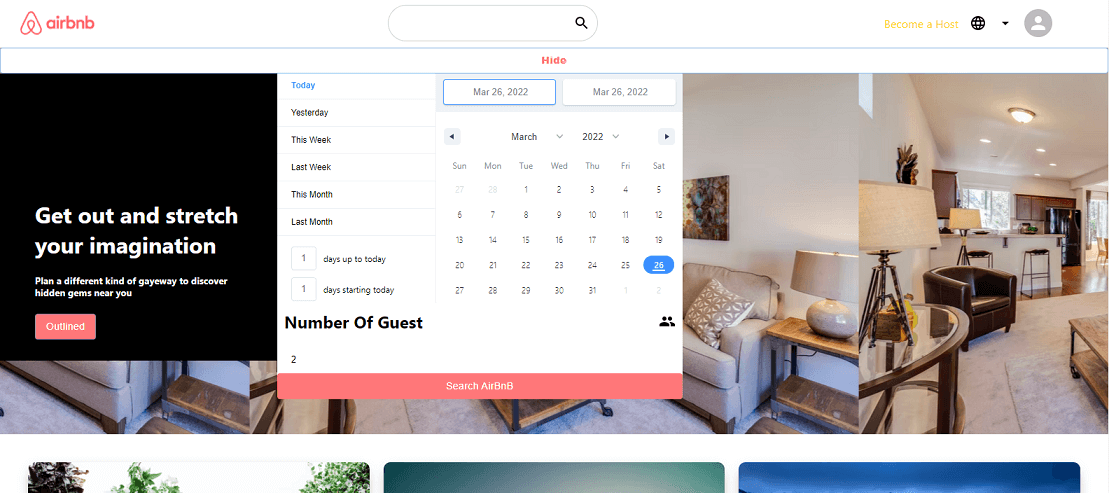 airbnb
Become a Host
Hide
Today
Yesterday
This Week
Last Week
This Month
Last Month
1 days up to today
1 days starting today
Mar 26, 2022 Mar 26, 2022
March 2022
Sun Mon Tue Wed Thu Fri Sat
27 28 1 2 3 4 5
6 7 8 9 10 11 12
13 14 15 16 17 18 19
20 21 22 23 24 25 26
27 28 29 30 31 1 2
Get out and stretch
your imagination
Plan a different kind of gayeway to discover
hidden gems near you
Outlined
Number Of Guest
2
Search AirBnB